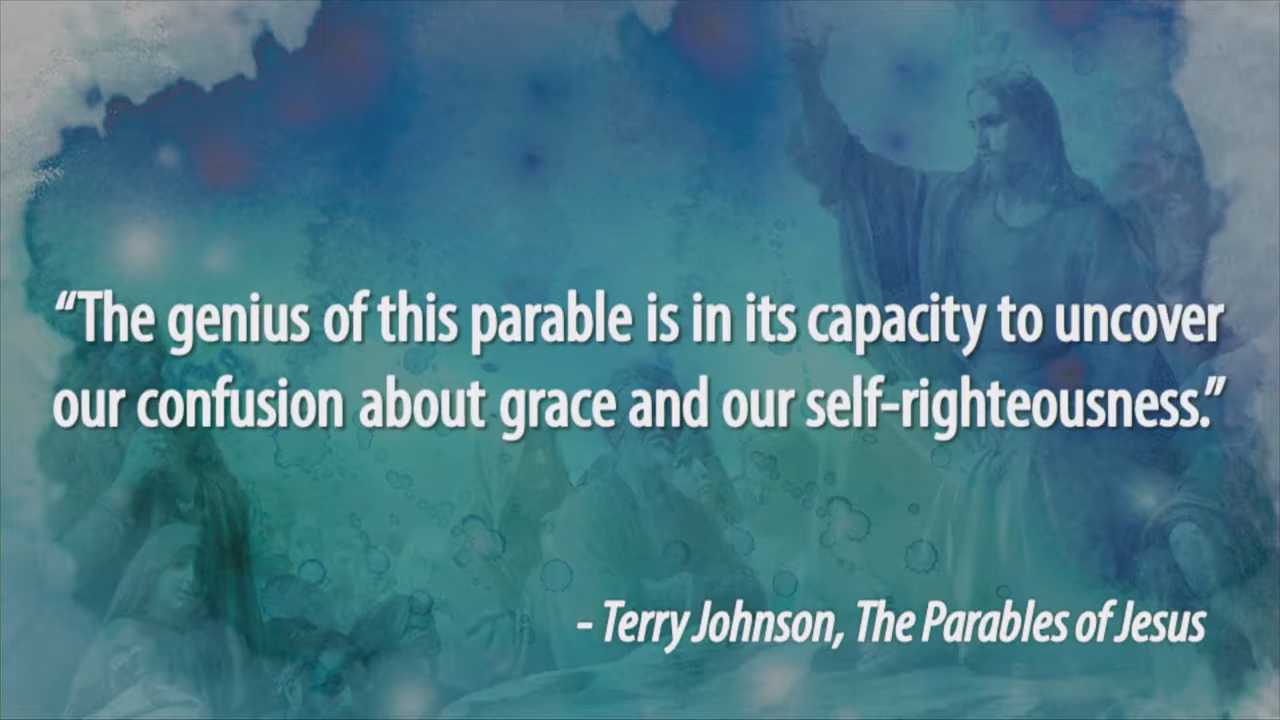 “The genius of this parable is in its capacity to uncover
our confusion about grace and our self-righteousness.”
- Terry Johnson, The Parables of Jesus